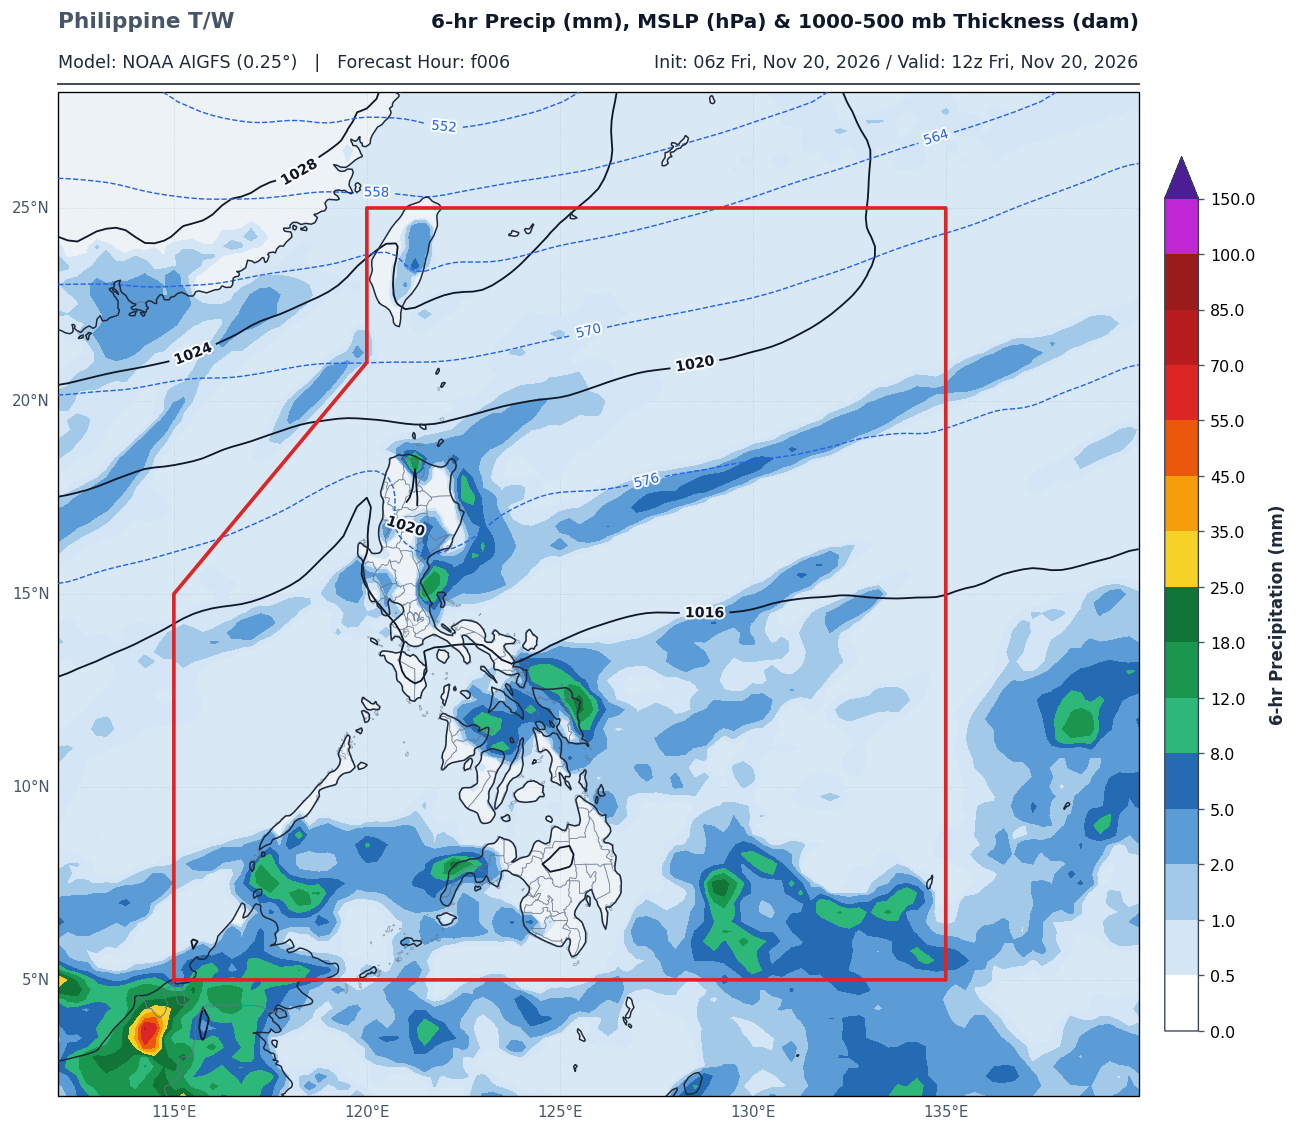 Philippine T/W
6-hr Precip (mm), MSLP (hPa) & 1000-500 mb Thickness (dam)
Model: NOAA AIGFS (0.25°) | Forecast Hour: f006
Init: 06z Fri, Nov 20, 2026 / Valid: 12z Fri, Nov 20, 2026
552
564
1028
558
25°N
570
1024
1020
20°N
576
1020
15°N
1016
10°N
5°N
115°E
120°E
125°E
130°E
135°E
150.0
100.0
85.0
70.0
55.0
45.0
35.0
25.0
18.0
12.0
8.0
5.0
2.0
1.0
0.5
0.0
6-hr Precipitation (mm)